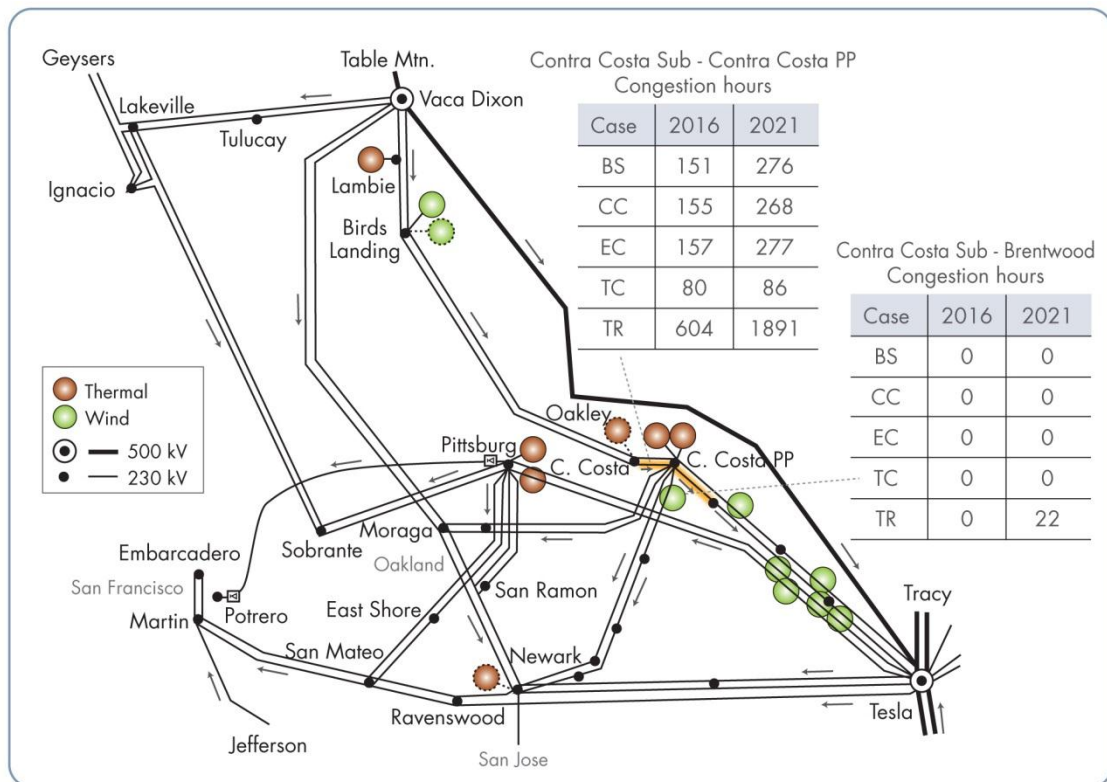 Geysers
Table Mtn.
Contra Costa Sub - Contra Costa PP
Congestion hours
Case 2016 2021
BS 151 276
CC 155 268
EC 157 277
TC 80 86
TR 604 1891
Lakeville
Vaca Dixon
Tulucay
Ignacio
Lambie
Birds
Landing
Contra Costa Sub - Brentwood
Congestion hours
Case 2016 2021
BS 0 0
CC 0 0
EC 0 0
TC 0 0
TR 0 22
Thermal
Wind
500 kV
230 kV
Oakley
Pittsburg
C. Costa
C. Costa PP
Moraga
Sobrante
Oakland
Embarcadero
San Francisco
Potrero
Martin
San Ramon
East Shore
San Mateo
Newark
Ravenswood
Jefferson
San Jose
Tracy
Tesla